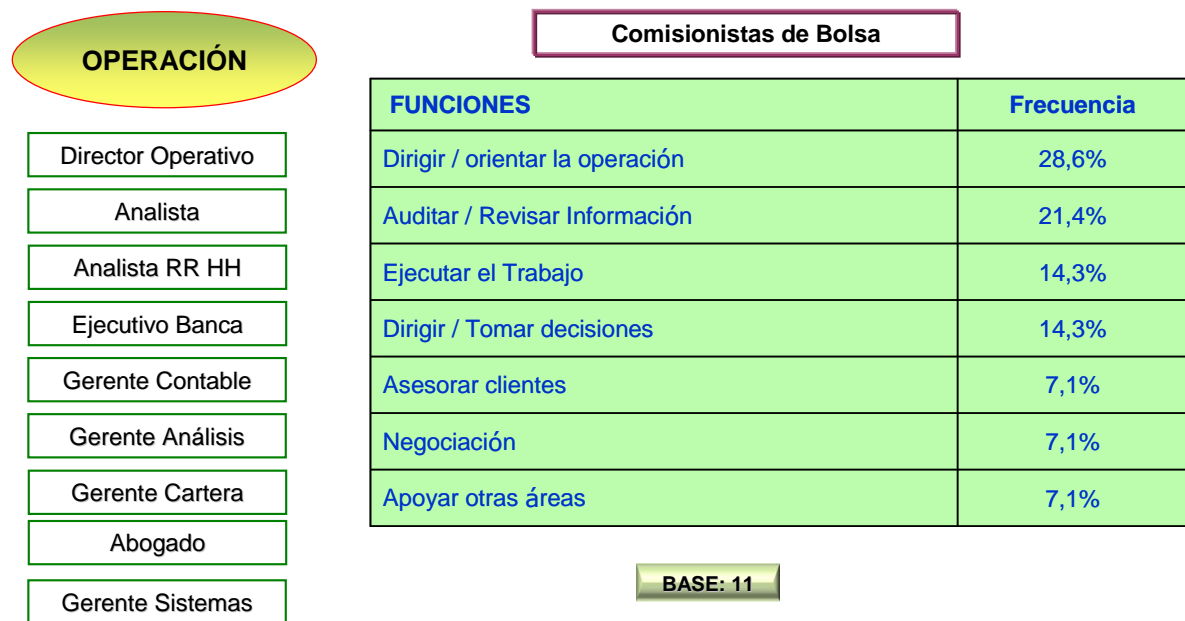 OPERACIÓN
Director Operativo
Analista
Analista RR HH
Ejecutivo Banca
Gerente Contable
Gerente Análisis
Gerente Cartera
Abogado
Gerente Sistemas
Comisionistas de Bolsa
FUNCIONES Frecuencia
Dirigir / orientar la operación 28,6%
Auditar / Revisar Información 21,4%
Ejecutar el Trabajo 14,3%
Dirigir / Tomar decisiones 14,3%
Asesorar clientes 7,1%
Negociación 7,1%
Apoyar otras áreas 7,1%
BASE: 11